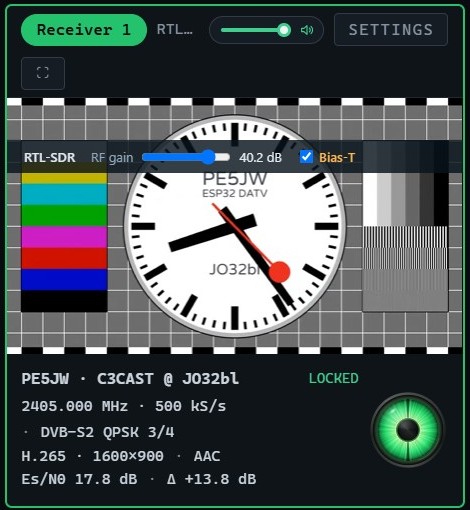 Receiver 1 RTL… SETTINGS
RTL-SDR RF gain 40.2 dB Bias-T
PE5JW
ESP32 DATV
JO32bl
PE5JW · C3CAST @ JO32bl LOCKED
2405.000 MHz · 500 kS/s
· DVB-S2 QPSK 3/4
H.265 · 1600×900 · AAC
Es/N0 17.8 dB · Δ +13.8 dB